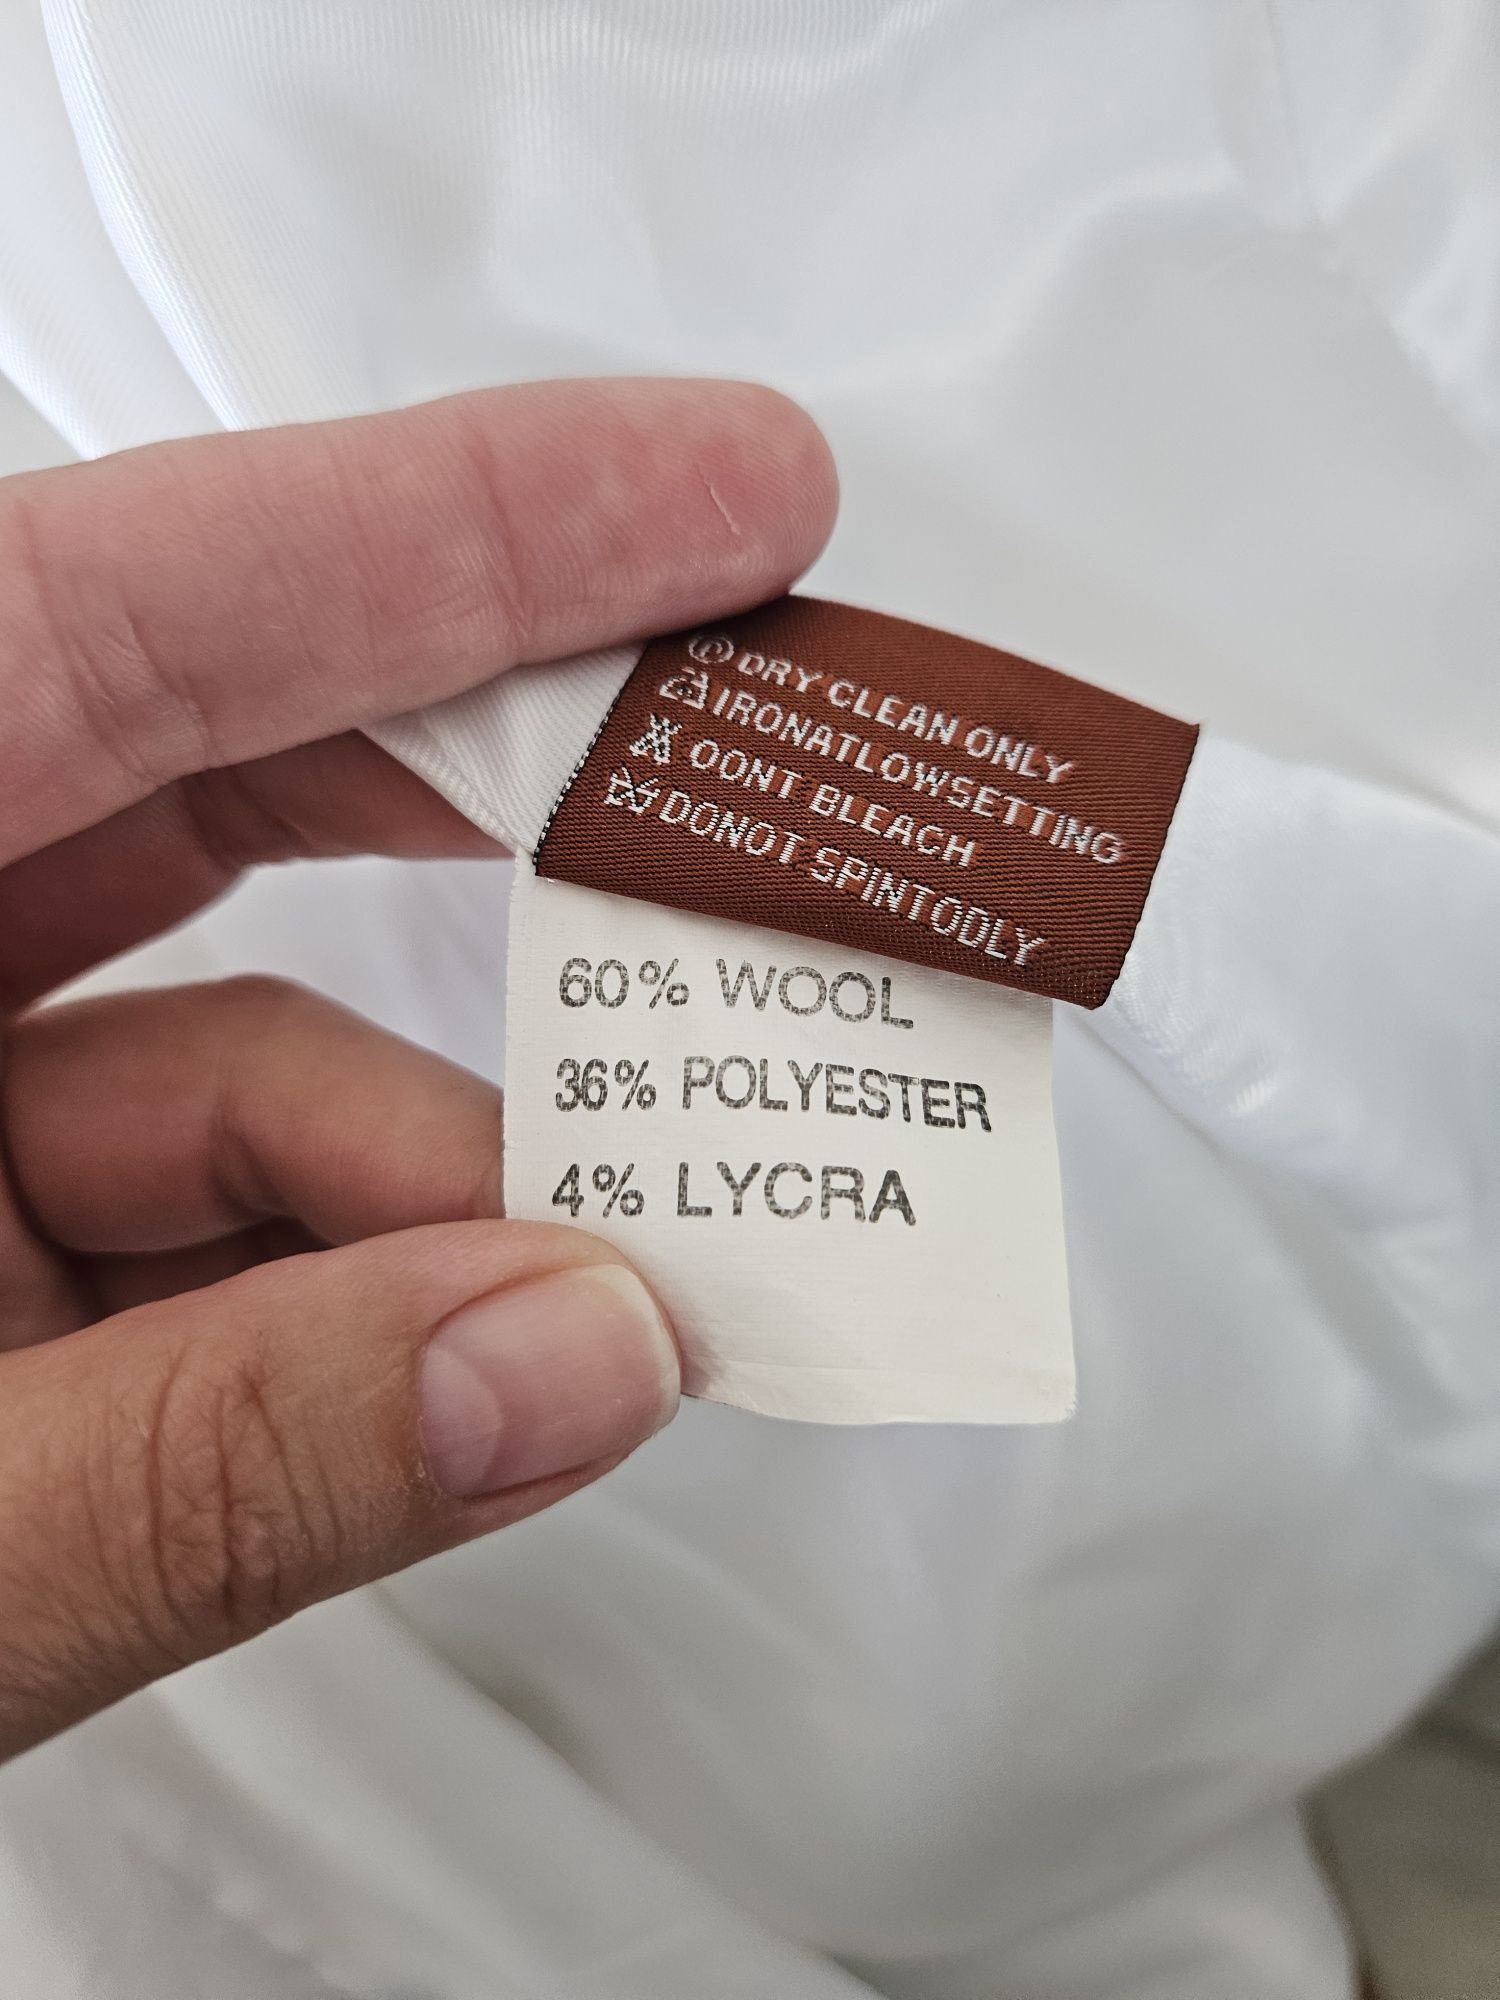 Ⓟ DRY CLEAN ONLY
IRONATLOWSETTING
OONT BLEACH
DONOT SPINTODLY
60% WOOL
36% POLYESTER
4% LYCRA